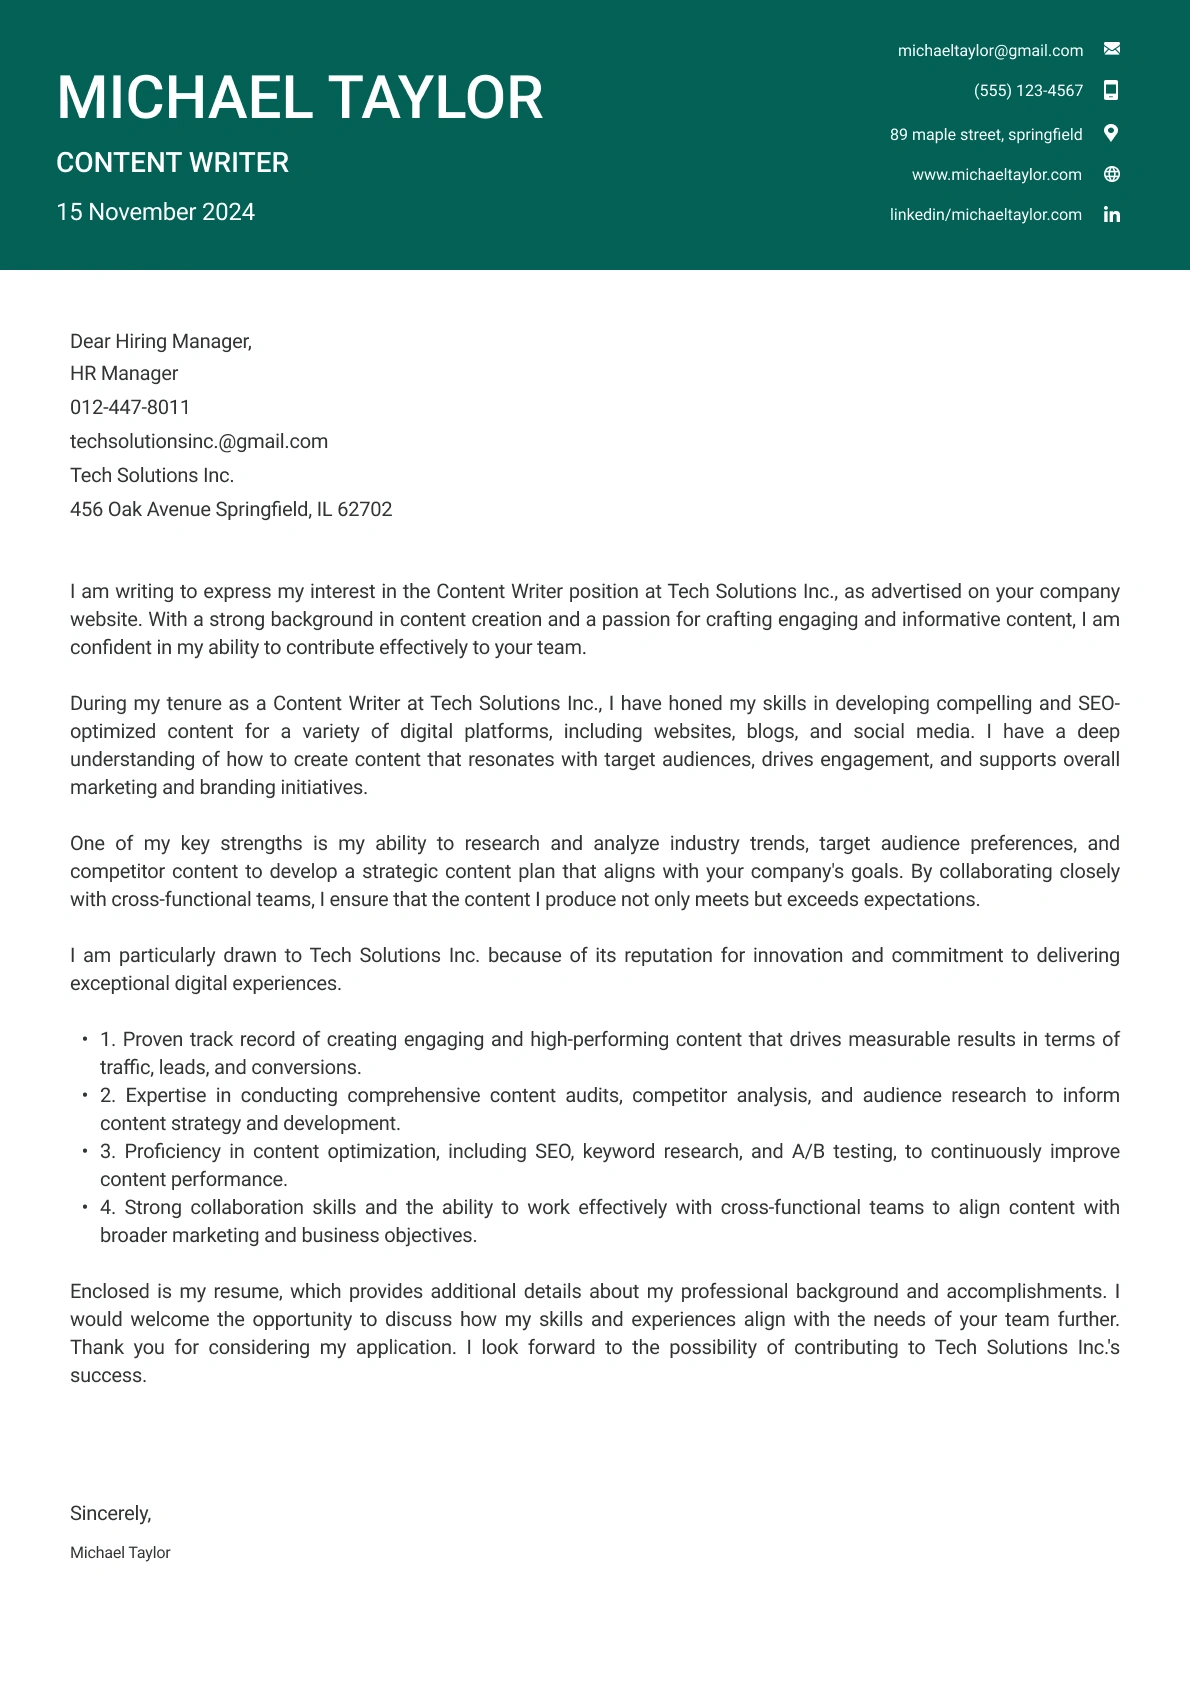 MICHAEL TAYLOR
CONTENT WRITER
15 November 2024
michaeltaylor@gmail.com
(555) 123-4567
89 maple street, springfield
www.michaeltaylor.com
linkedin/michaeltaylor.com
Dear Hiring Manager,
HR Manager
012-447-8011
techsolutionsinc.@gmail.com
Tech Solutions Inc.
456 Oak Avenue Springfield, IL 62702
I am writing to express my interest in the Content Writer position at Tech Solutions Inc., as advertised on your company
website. With a strong background in content creation and a passion for crafting engaging and informative content, I am
confident in my ability to contribute effectively to your team.
During my tenure as a Content Writer at Tech Solutions Inc., I have honed my skills in developing compelling and SEO-
optimized content for a variety of digital platforms, including websites, blogs, and social media. I have a deep
understanding of how to create content that resonates with target audiences, drives engagement, and supports overall
marketing and branding initiatives.
One of my key strengths is my ability to research and analyze industry trends, target audience preferences, and
competitor content to develop a strategic content plan that aligns with your company's goals. By collaborating closely
with cross-functional teams, I ensure that the content I produce not only meets but exceeds expectations.
I am particularly drawn to Tech Solutions Inc. because of its reputation for innovation and commitment to delivering
exceptional digital experiences.
• 1. Proven track record of creating engaging and high-performing content that drives measurable results in terms of
traffic, leads, and conversions.
• 2. Expertise in conducting comprehensive content audits, competitor analysis, and audience research to inform
content strategy and development.
• 3. Proficiency in content optimization, including SEO, keyword research, and A/B testing, to continuously improve
content performance.
• 4. Strong collaboration skills and the ability to work effectively with cross-functional teams to align content with
broader marketing and business objectives.
Enclosed is my resume, which provides additional details about my professional background and accomplishments. I
would welcome the opportunity to discuss how my skills and experiences align with the needs of your team further.
Thank you for considering my application. I look forward to the possibility of contributing to Tech Solutions Inc.'s
success.
Sincerely,
Michael Taylor